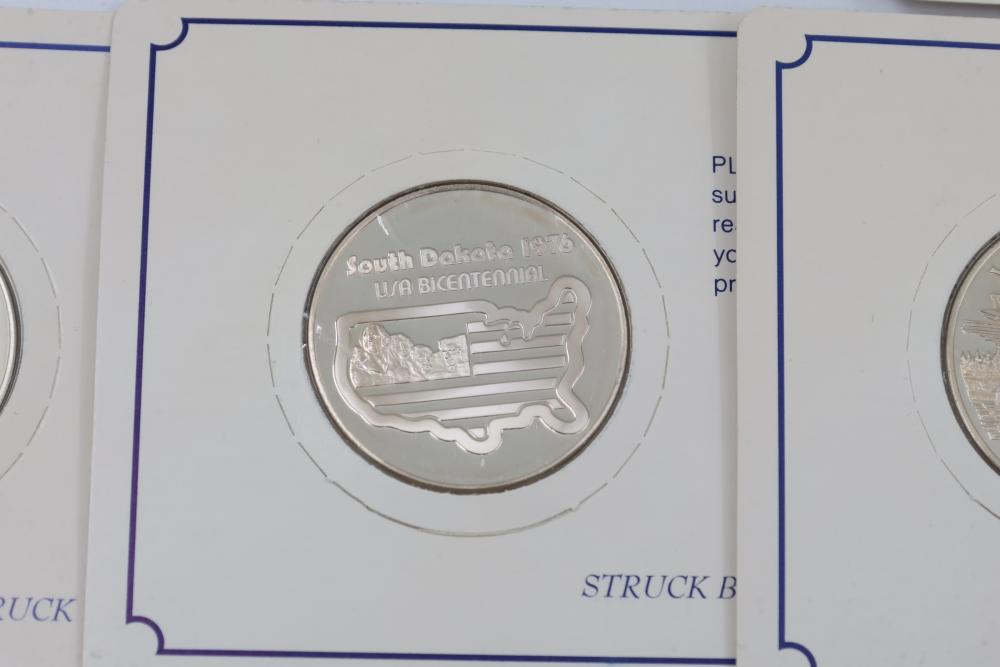 South Dakota 1976
USA BICENTENNIAL
STRUCK B
RUCK